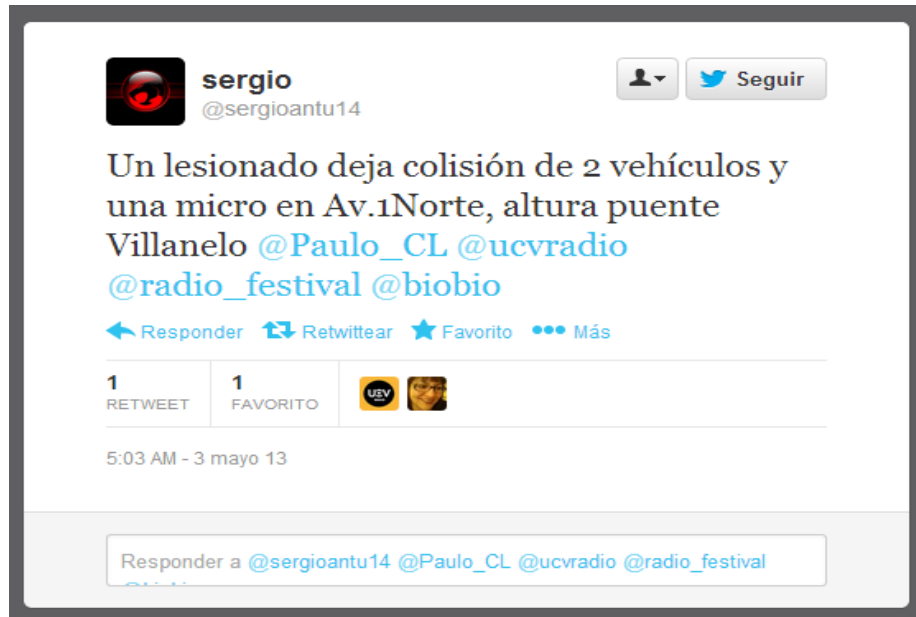 sergio
@sergioantu14
Seguir
Un lesionado deja colisión de 2 vehículos y
una micro en Av.1Norte, altura puente
Villanelo @Paulo_CL @ucvradio
@radio_festival @biobio
Responder Retwittear Favorito Más
1 1
RETWEET FAVORITO
UCV
5:03 AM - 3 mayo 13
Responder a @sergioantu14 @Paulo_CL @ucvradio @radio_festival